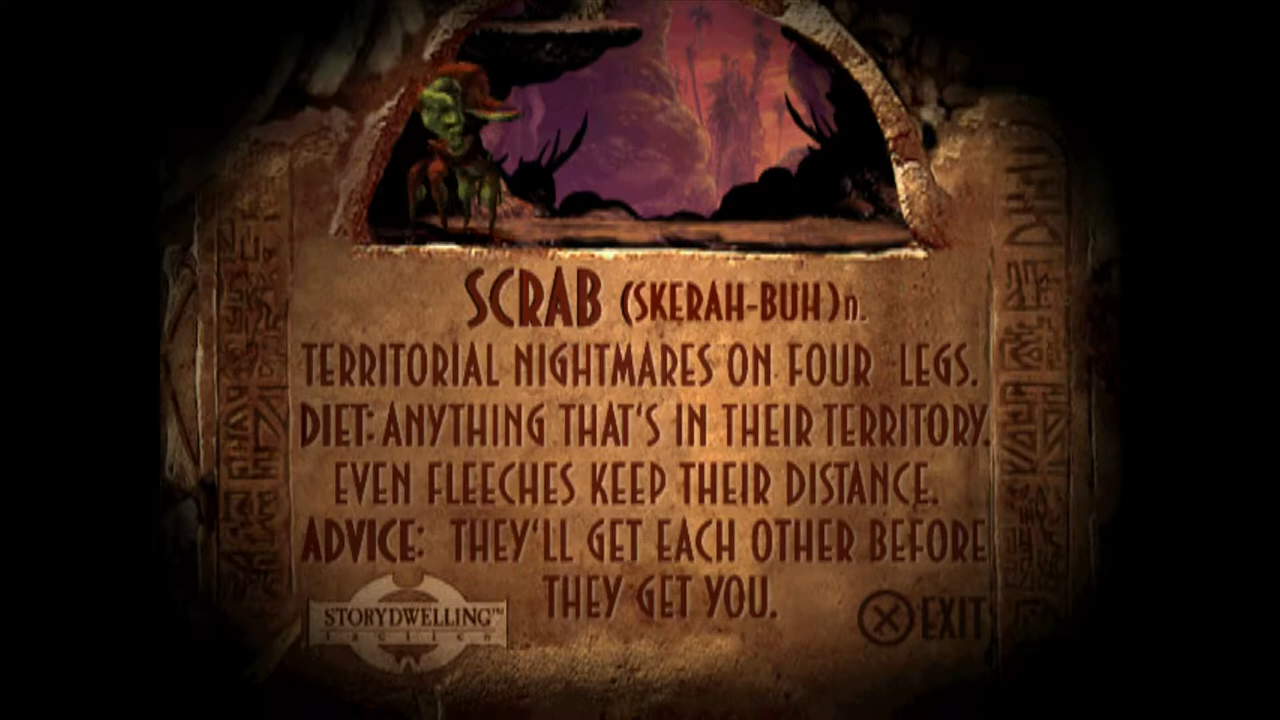 SCRAB (SKERAH-BUH) n.
TERRITORIAL NIGHTMARES ON FOUR LEGS.
DIET: ANYTHING THAT'S IN THEIR TERRITORY.
EVEN FLEECHES KEEP THEIR DISTANCE.
ADVICE: THEY'LL GET EACH OTHER BEFORE
THEY GET YOU.
STORYDWELLING™
tactics
EXIT